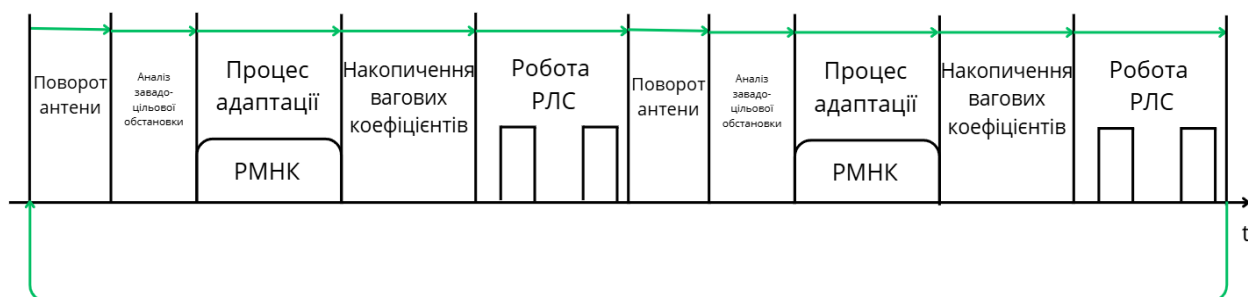 Поворот
антени
Аналіз
завадо-
цільової
обстановки
Процес
адаптації
РМНК
Накопичення
вагових
коефіцієнтів
Робота
РЛС
Поворот
антени
Аналіз
завадо-
цільової
обстановки
Процес
адаптації
РМНК
Накопичення
вагових
коефіцієнтів
Робота
РЛС
t